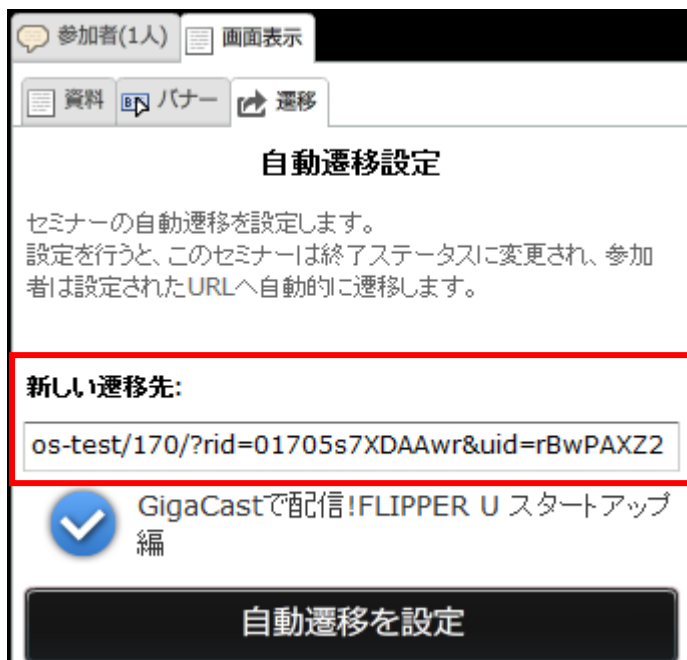 参加者(1人) 画面表示
資料 バナー 遷移
自動遷移設定
セミナーの自動遷移を設定します。
設定を行うと、このセミナーは終了ステータスに変更され、参加
者は設定されたURLへ自動的に遷移します。
新しい遷移先:
os-test/170/?rid=01705s7XDAAwr&uid=rBwPAXZ2
GigaCastで配信!FLIPPER U スタートアップ
編
自動遷移を設定